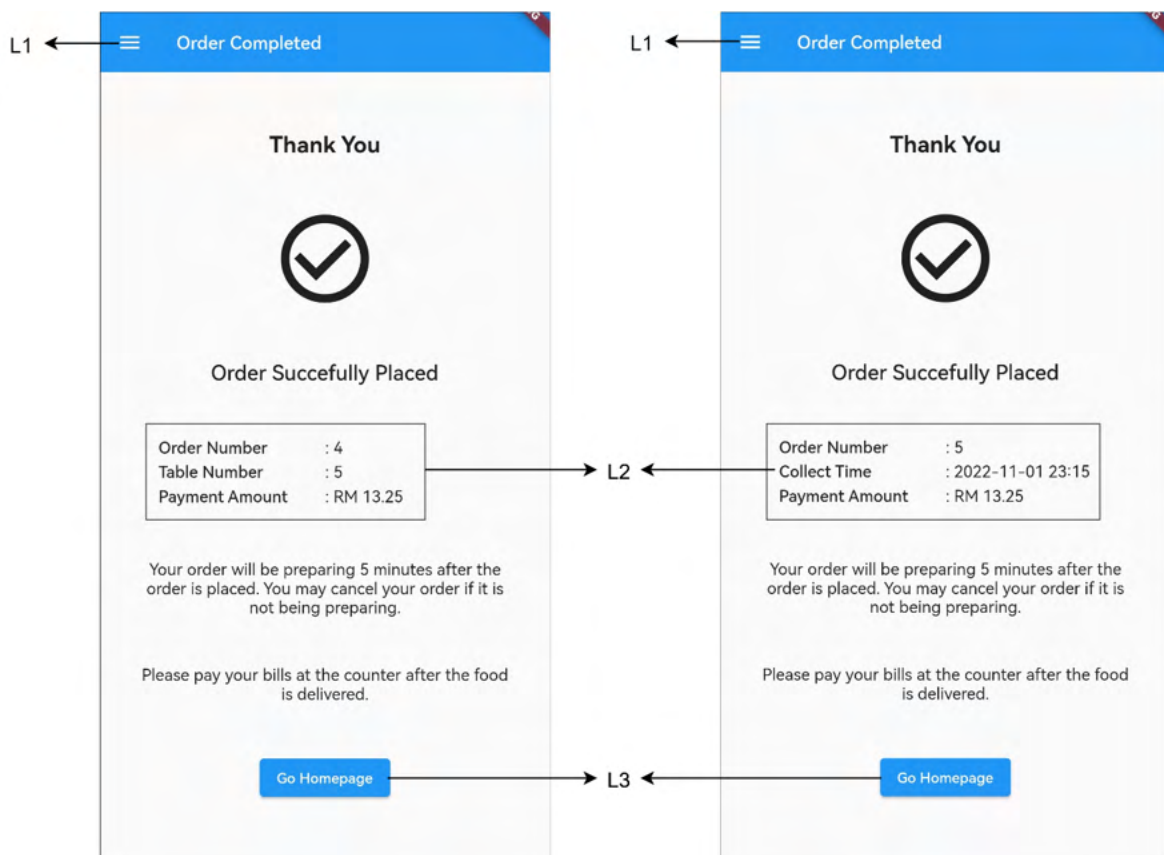 L1
Order Completed
Thank You
Order Succefully Placed
Order Number : 4
Table Number : 5
Payment Amount : RM 13.25
Your order will be preparing 5 minutes after the
order is placed. You may cancel your order if it is
not being preparing.
Please pay your bills at the counter after the food
is delivered.
Go Homepage
L2
L3
L1
Order Completed
Thank You
Order Succefully Placed
Order Number : 5
Collect Time : 2022-11-01 23:15
Payment Amount : RM 13.25
Your order will be preparing 5 minutes after the
order is placed. You may cancel your order if it is
not being preparing.
Please pay your bills at the counter after the food
is delivered.
Go Homepage